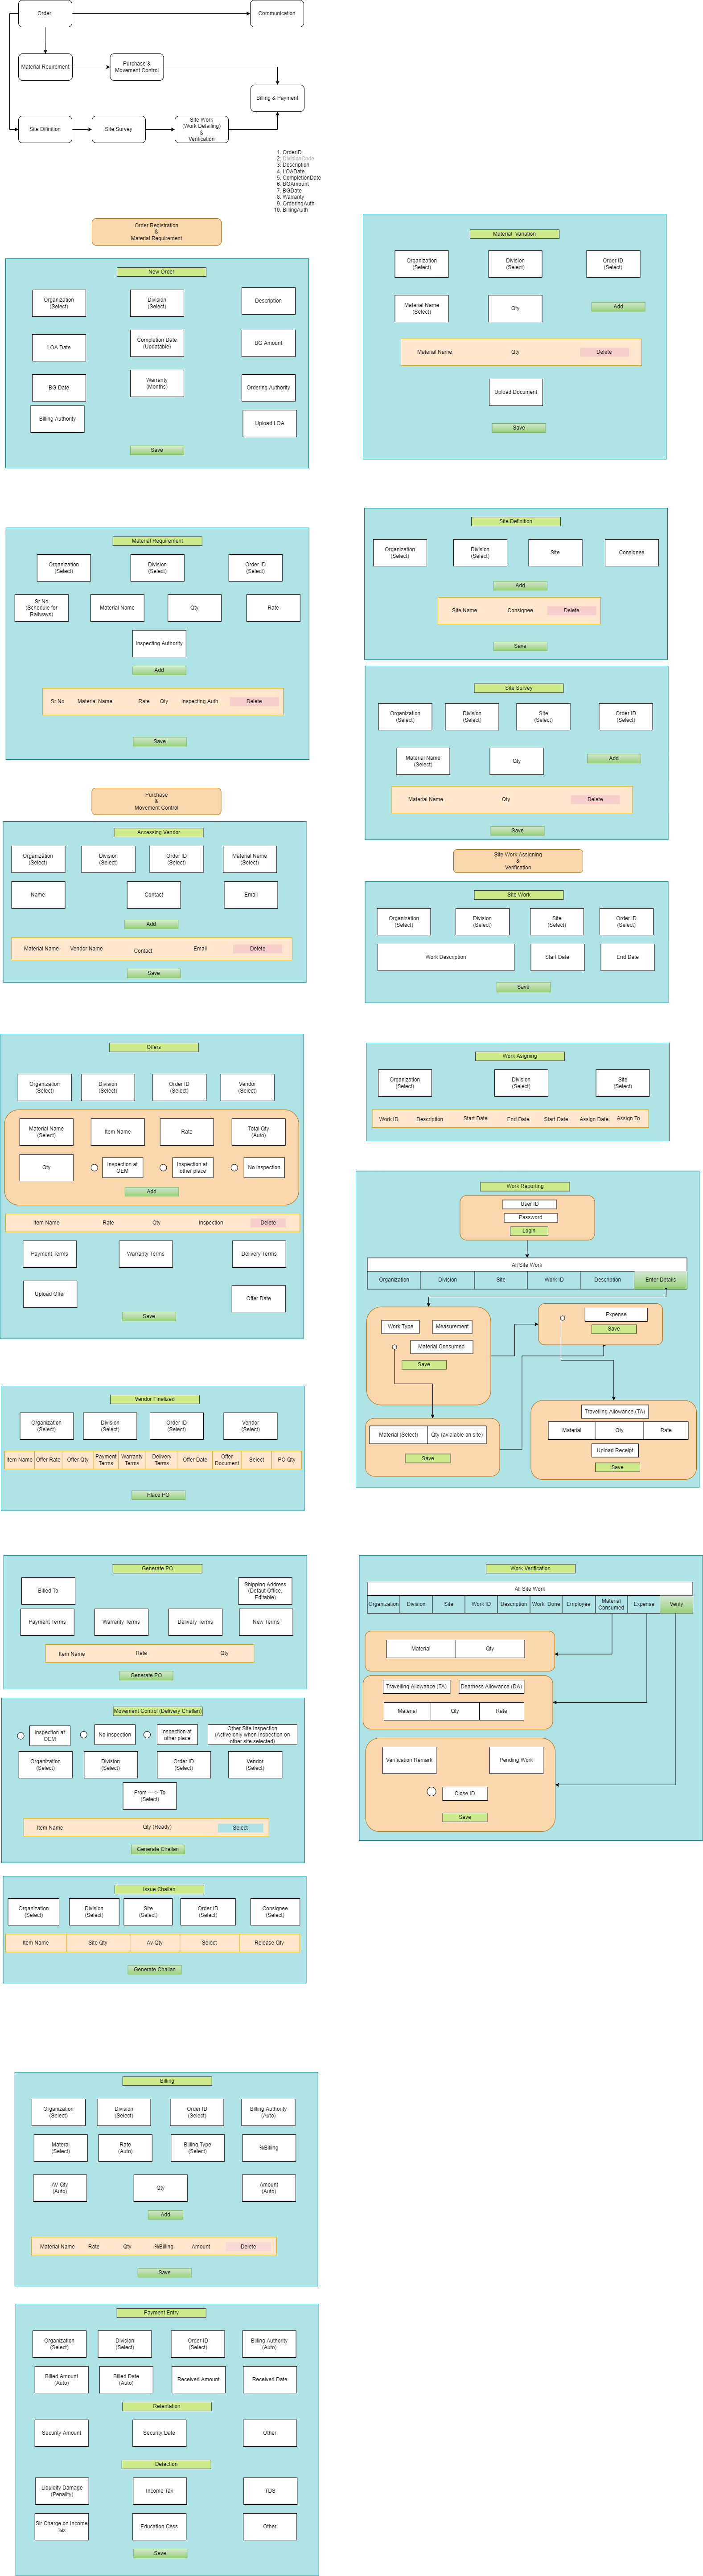 Order
Communication
Material Reuirement
Purchase &
Movement Control
Billing & Payment
Site Difinition
Site Survey
Site Work
(Work Detailing)
&
Verification
1. OrderID
2. DivisionCode
3. Description
4. LOADate
5. CompletionDate
6. BGAmount
7. BGDate
8. Warranty
9. OrderingAuth
10. BillingAuth
Order Registration
&
Material Requirement
New Order
Organization
(Select)
Division
(Select)
Description
LOA Date
Completion Date
(Updatable)
BG Amount
BG Date
Warranty
(Months)
Ordering Authority
Billing Authority
Upload LOA
Save
Material Variation
Organization
(Select)
Division
(Select)
Order ID
(Select)
Material Name
(Select)
Qty
Add
Material Name
Qty
Delete
Upload Document
Save
Material Requirement
Organization
(Select)
Division
(Select)
Order ID
(Select)
Sr No
(Schedule for
Railways)
Material Name
Qty
Rate
Inspecting Authority
Add
Sr No
Material Name
Rate
Qty
Inspecting Auth
Delete
Save
Site Definition
Organization
(Select)
Division
(Select)
Site
Consignee
Add
Site Name
Consignee
Delete
Save
Site Survey
Organization
(Select)
Division
(Select)
Site
(Select)
Order ID
(Select)
Material Name
(Select)
Qty
Add
Material Name
Qty
Delete
Save
Purchase
&
Movement Control
Accessing Vendor
Organization
(Select)
Division
(Select)
Order ID
(Select)
Material Name
(Select)
Name
Contact
Email
Add
Material Name
Vendor Name
Contact
Email
Delete
Save
Site Work Assigning
&
Verification
Site Work
Organization
(Select)
Division
(Select)
Site
(Select)
Order ID
(Select)
Work Description
Start Date
End Date
Save
Offers
Organization
(Select)
Division
(Select)
Order ID
(Select)
Vendor
(Select)
Material Name
(Select)
Item Name
Rate
Total Qty
(Auto)
Qty
Inspection at
OEM
Inspection at
other place
No inspection
Add
Item Name
Rate
Qty
Inspection
Delete
Payment Terms
Warranty Terms
Delivery Terms
Upload Offer
Offer Date
Save
Work Asigning
Organization
(Select)
Division
(Select)
Site
(Select)
Work ID
Description
Start Date
End Date
Start Date
Assign Date
Assign To
Work Reporting
User ID
Password
Login
All Site Work
Organization
Division
Site
Work ID
Description
Enter Details
Work Type
Measurement
Material Consumed
Save
Expense
Save
Material (Select)
Qty (avialable on site)
Save
Travelling Allowance (TA)
Material
Qty
Rate
Upload Receipt
Save
Vendor Finalized
Organization
(Select)
Division
(Select)
Order ID
(Select)
Vendor
(Select)
Item Name
Offer Rate
Offer Qty
Payment
Terms
Warranty
Terms
Delivery
Terms
Offer Date
Offer
Document
Select
PO Qty
Place PO
Generate PO
Billed To
Shipping Address
(Defaut Office,
Editable)
Payment Terms
Warranty Terms
Delivery Terms
New Terms
Item Name
Rate
Qty
Generate PO
Work Verification
All Site Work
Organization
Division
Site
Work ID
Description
Work Done
Employee
Material
Consumed
Expense
Verify
Material
Qty
Travelling Allowance (TA)
Dearness Allowance (DA)
Material
Qty
Rate
Verification Remark
Pending Work
Close ID
Save
Movement Control (Delivery Challan)
Inspection at
OEM
No inspection
Inspection at
other place
Other Site Inspection
(Active only when Inspection on
other site selected)
Organization
(Select)
Division
(Select)
Order ID
(Select)
Vendor
(Select)
From ----> To
(Select)
Item Name
Qty (Ready)
Select
Generate Challan
Issue Challan
Organization
(Select)
Division
(Select)
Site
(Select)
Order ID
(Select)
Consignee
(Select)
Item Name
Site Qty
Av Qty
Select
Release Qty
Generate Challan
Billing
Organization
(Select)
Division
(Select)
Order ID
(Select)
Billing Authority
(Auto)
Materal
(Select)
Rate
(Auto)
Billing Type
(Select)
%Billing
AV Qty
(Auto)
Qty
Amount
(Auto)
Add
Material Name
Rate
Qty
%Billing
Amount
Delete
Save
Payment Entry
Organization
(Select)
Division
(Select)
Order ID
(Select)
Billing Authority
(Auto)
Billed Amount
(Auto)
Billed Date
(Auto)
Received Amount
Received Date
Retentation
Security Amount
Security Date
Other
Detection
Liquidity Damage
(Penality)
Income Tax
TDS
Sir Charge on Income
Tax
Education Cess
Other
Save